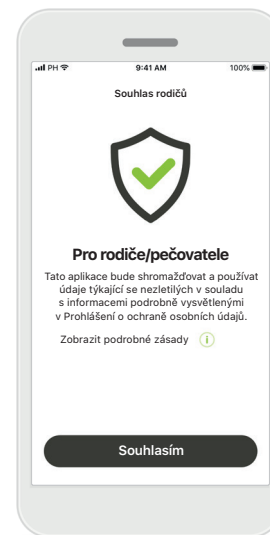 PH 9:41 AM 100%
Souhlas rodičů
Pro rodiče/pečovatele
Tato aplikace bude shromažďovat a používat
údaje týkající se nezletilých v souladu
s informacemi podrobně vysvětlenými
v Prohlášení o ochraně osobních údajů.
Zobrazit podrobné zásady i
Souhlasím